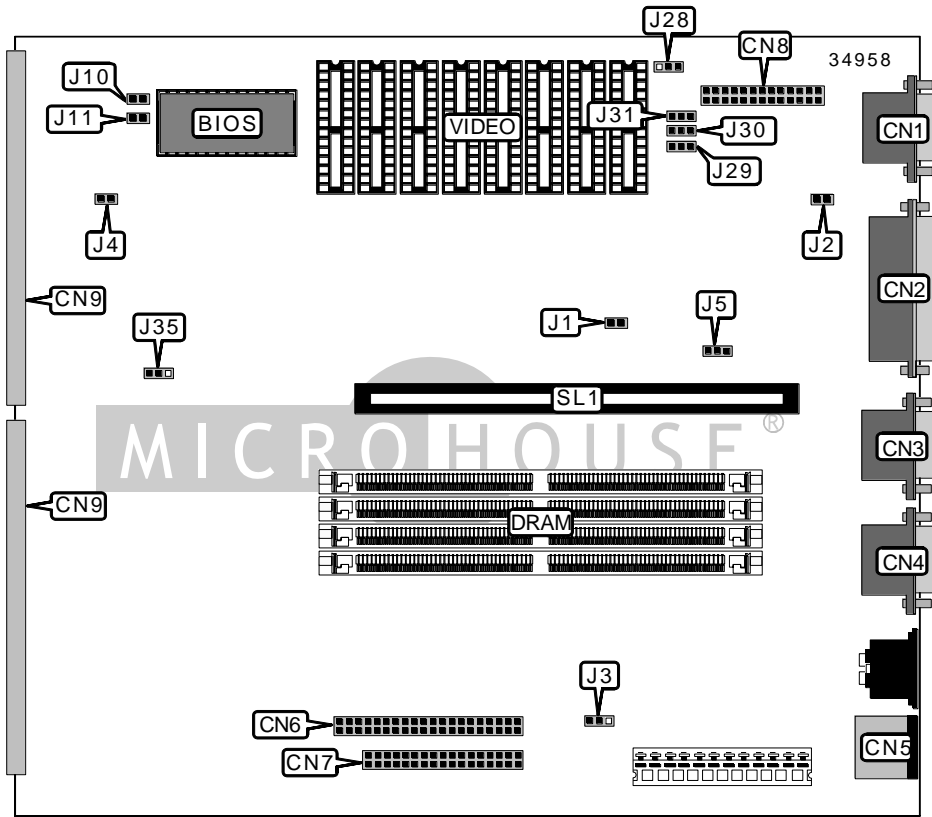 J28
CN8
34958
J10
J11
BIOS
VIDEO
J31
J30
J29
CN1
J4
J2
CN2
CN9
J1
J5
J35
SL1
MICROHOUSE®
CN3
CN9
DRAM
CN4
J3
CN6
CN7
CN5